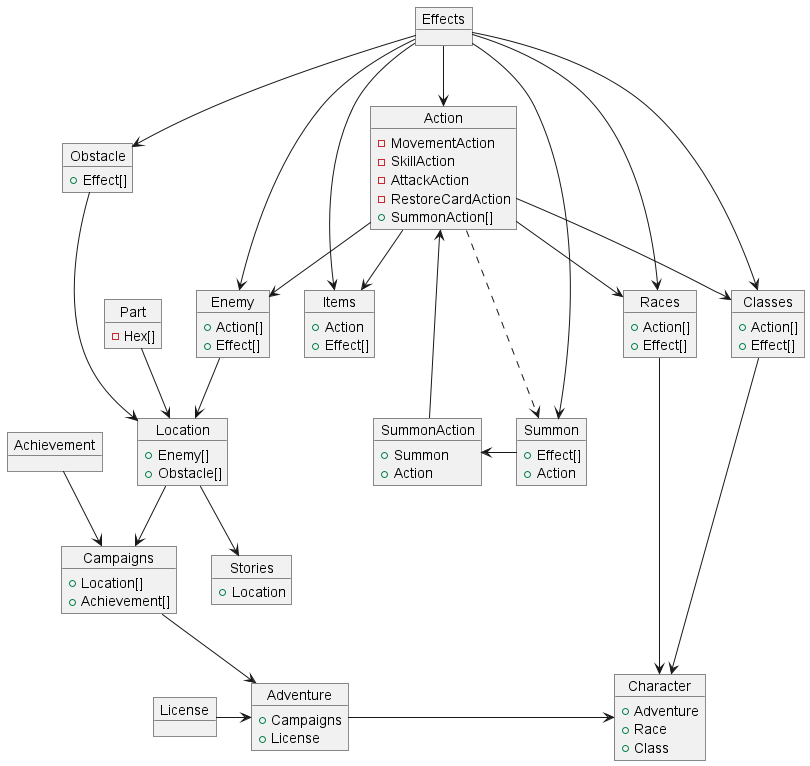 Effects
Action
MovementAction
SkillAction
AttackAction
RestoreCardAction
SummonAction[]
Obstacle
Effect[]
Part
Hex[]
Enemy
Action[]
Effect[]
Items
Action
Effect[]
Races
Action[]
Effect[]
Classes
Action[]
Effect[]
Achievement
Location
Enemy[]
Obstacle[]
SummonAction
Summon
Action
Summon
Effect[]
Action
Campaigns
Location[]
Achievement[]
Stories
Location
License
Adventure
Campaigns
License
Character
Adventure
Race
Class